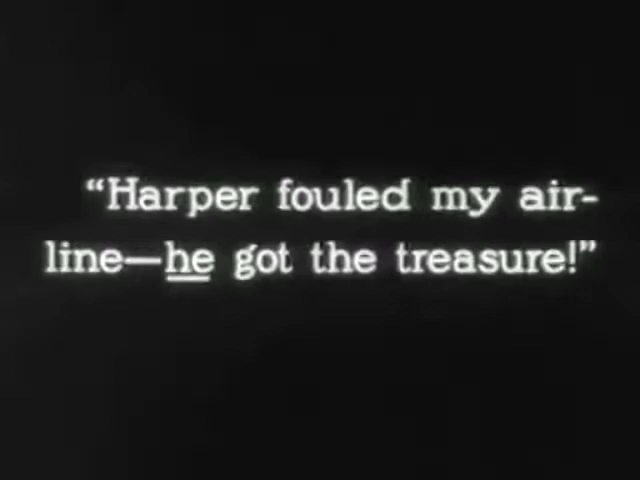 “Harper fouled my air-
line—he got the treasure!”